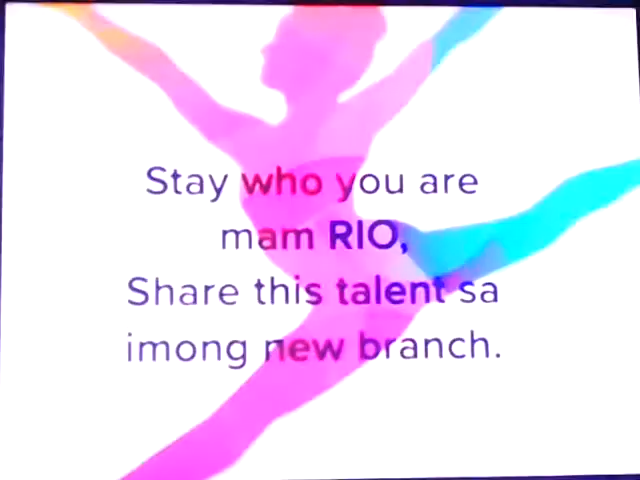 Stay who you are
mam RIO,
Share this talent sa
imong new branch.